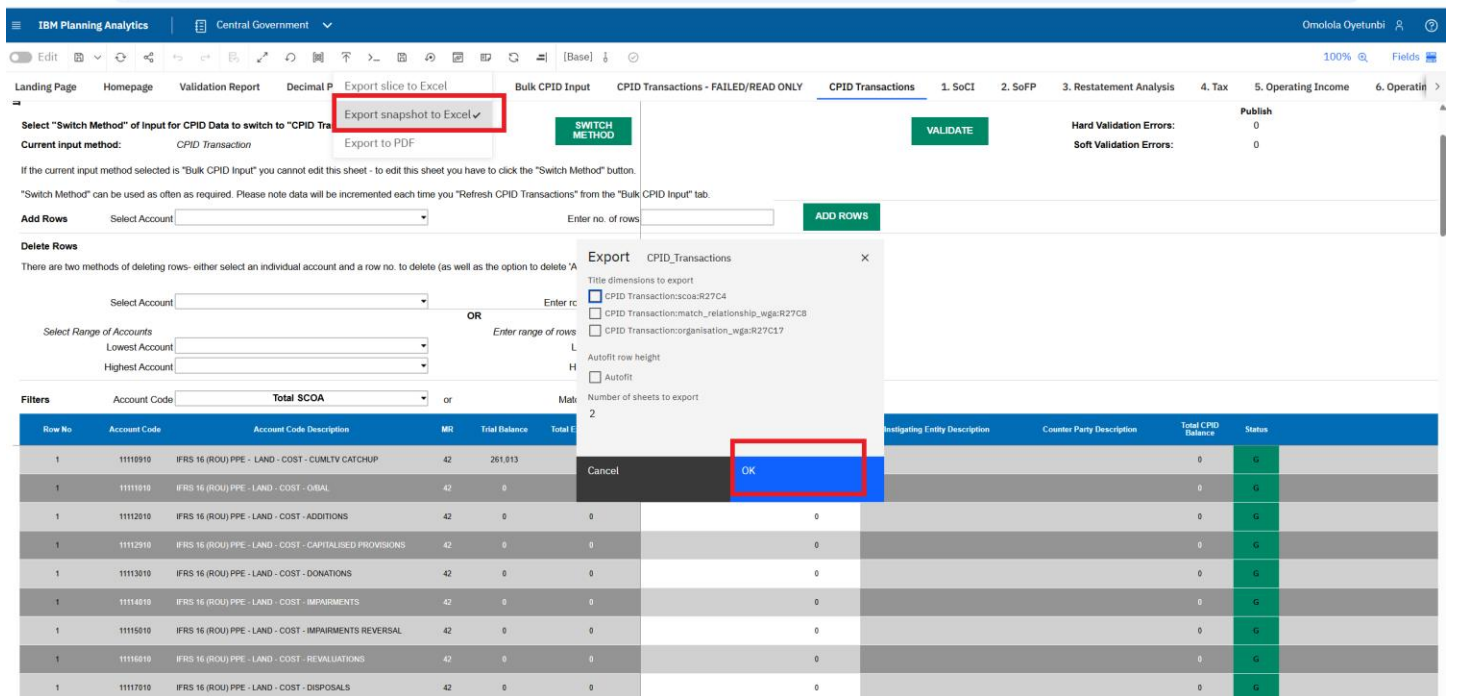 IBM Planning Analytics
Central Government
Omolola Oyetunbi
Edit
[Base]
100%
Fields
Landing Page Homepage Validation Report Decimal P Bulk CPID Input CPID Transactions - FAILED/READ ONLY CPID Transactions 1. SoCI 2. SoFP 3. Restatement Analysis 4. Tax 5. Operating Income 6. Operatin
Export slice to Excel
Export snapshot to Excel
Export to PDF
Publish
Select "Switch Method" of Input for CPID Data to switch to "CPID Tra
SWITCH
METHOD
VALIDATE
Hard Validation Errors: 0
Current input method: CPID Transaction
Soft Validation Errors: 0
If the current input method selected is "Bulk CPID Input" you cannot edit this sheet - to edit this sheet you have to click the "Switch Method" button.
"Switch Method" can be used as often as required. Please note data will be incremented each time you "Refresh CPID Transactions" from the "Bulk CPID Input" tab.
Add Rows Select Account Enter no. of rows ADD ROWS
Delete Rows
There are two methods of deleting rows- either select an individual account and a row no. to delete (as well as the option to delete 'A
Select Account Enter ro
OR
Select Range of Accounts Enter range of rows
Lowest Account L
Highest Account H
Export CPID_Transactions
Title dimensions to export
CPID Transaction:scoa:R27C4
CPID Transaction:match_relationship_wga:R27C8
CPID Transaction:organisation_wga:R27C17
Autofit row height
Autofit
Number of sheets to export
2
Cancel OK
Filters Account Code Total SCOA or Matc
Row No Account Code Account Code Description MR Trial Balance Total E Instigating Entity Description Counter Party Description Total CPID Balance Status
1 11110910 IFRS 16 (ROU) PPE - LAND - COST - CUMLTV CATCHUP 42 261,013 0 G
1 11111010 IFRS 16 (ROU) PPE - LAND - COST - O/BAL 42 0 0 G
1 11112010 IFRS 16 (ROU) PPE - LAND - COST - ADDITIONS 42 0 0 0 0 G
1 11112910 IFRS 16 (ROU) PPE - LAND - COST - CAPITALISED PROVISIONS 42 0 0 0 0 G
1 11113010 IFRS 16 (ROU) PPE - LAND - COST - DONATIONS 42 0 0 0 0 G
1 11114010 IFRS 16 (ROU) PPE - LAND - COST - IMPAIRMENTS 42 0 0 0 0 G
1 11115010 IFRS 16 (ROU) PPE - LAND - COST - IMPAIRMENTS REVERSAL 42 0 0 0 0 G
1 11116010 IFRS 16 (ROU) PPE - LAND - COST - REVALUATIONS 42 0 0 0 0 G
1 11117010 IFRS 16 (ROU) PPE - LAND - COST - DISPOSALS 42 0 0 0 0 G